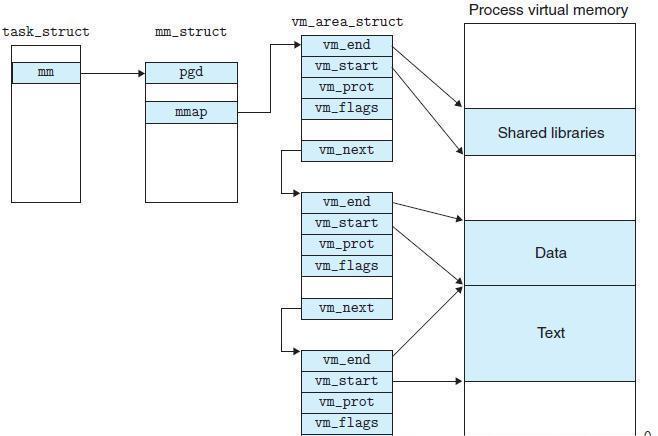 Process virtual memory
vm_area_struct
task_struct
mm_struct
mm
pgd
mmap
vm_end
vm_start
vm_prot
vm_flags
vm_next
vm_end
vm_start
vm_prot
vm_flags
vm_next
vm_end
vm_start
vm_prot
vm_flags
Shared libraries
Data
Text
0